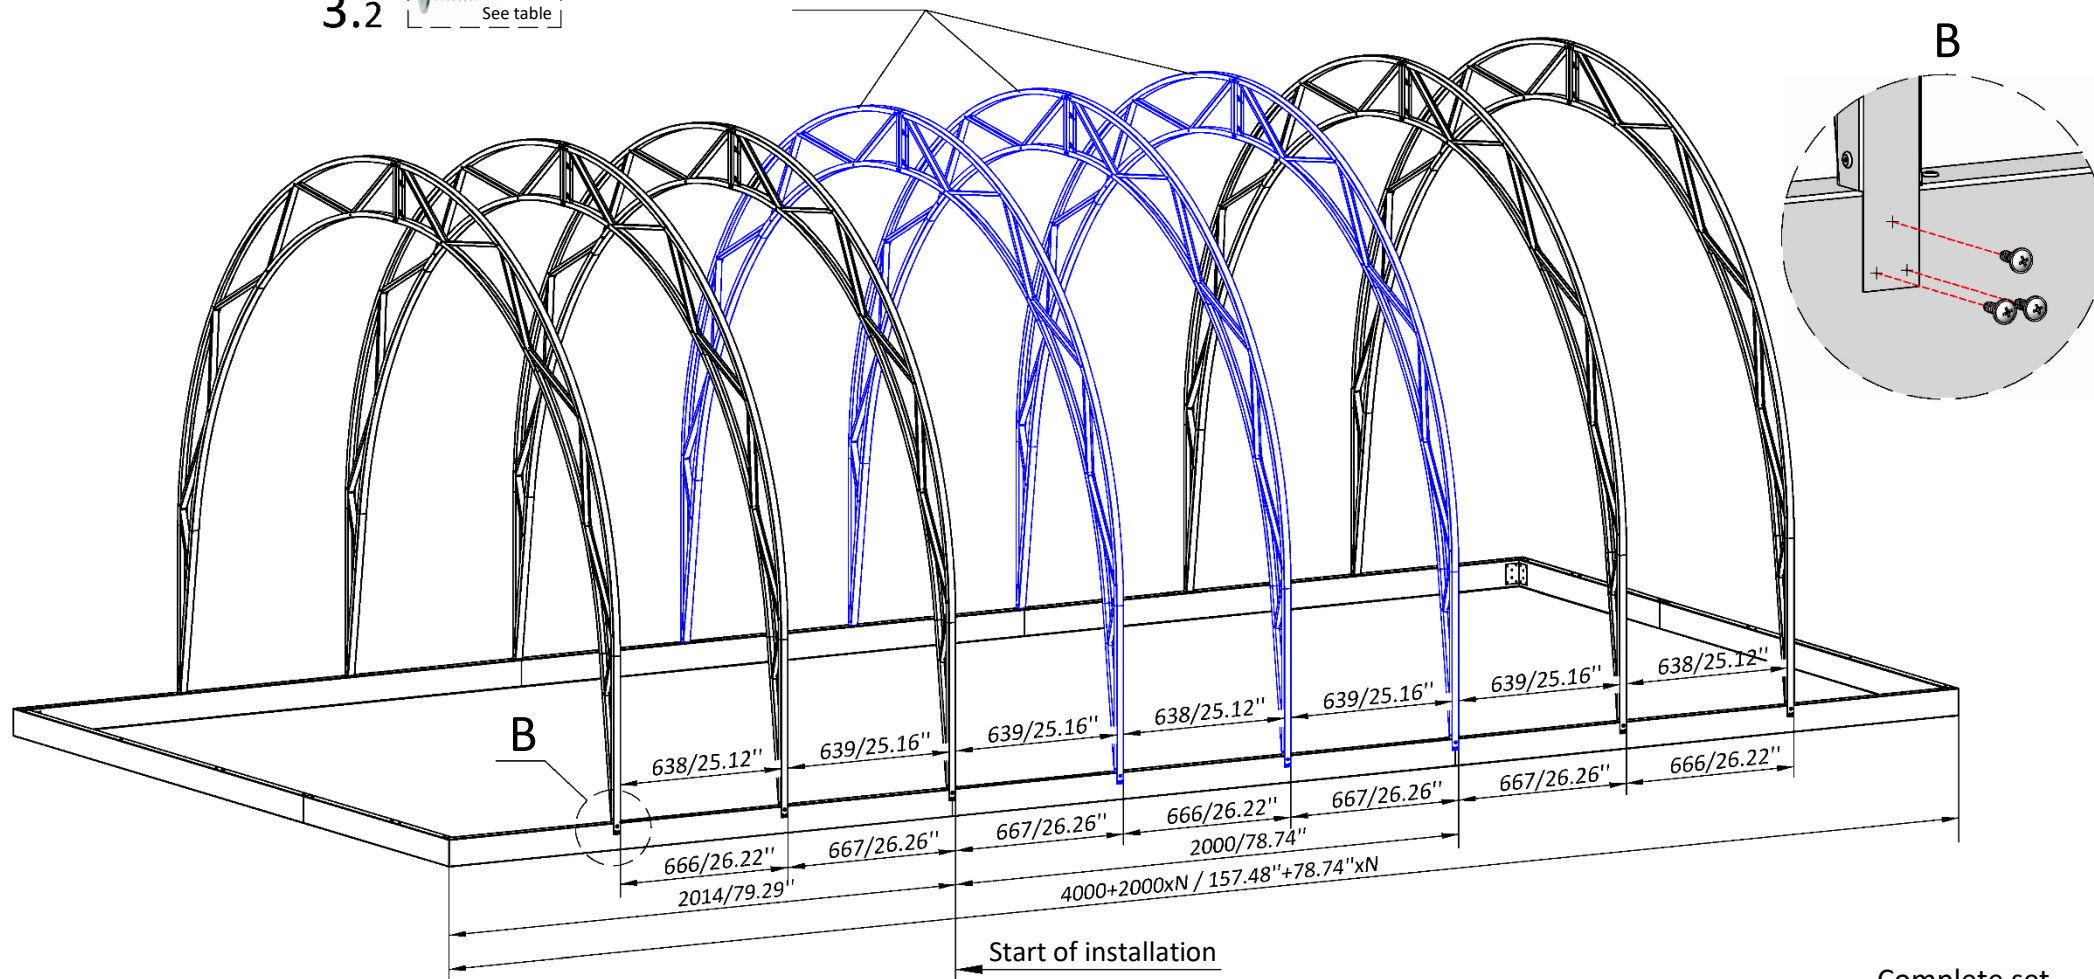 3.2
See table
B
B
638/25.12''
639/25.16''
639/25.16''
638/25.12''
639/25.16''
639/25.16''
638/25.12''
666/26.22''
667/26.26''
667/26.26''
666/26.22''
667/26.26''
667/26.26''
666/26.22''
2000/78.74''
2014/79.29''
4000+2000xN / 157.48''+78.74''xN
Start of installation
Complete set